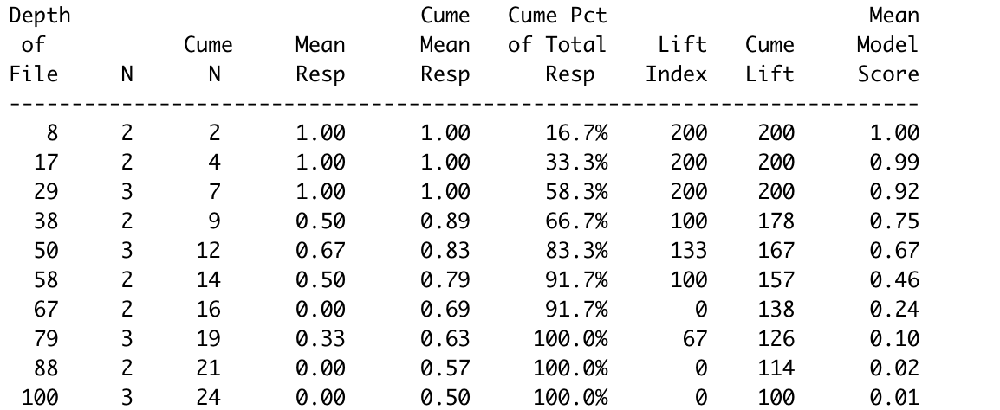 Depth                            Cume   Cume Pct                     Mean
 of         Cume     Mean        Mean   of Total    Lift   Cume     Model
File     N     N     Resp        Resp      Resp    Index   Lift     Score
-------------------------------------------------------------------------
   8     2     2     1.00        1.00      16.7%     200    200      1.00
  17     2     4     1.00        1.00      33.3%     200    200      0.99
  29     3     7     1.00        1.00      58.3%     200    200      0.92
  38     2     9     0.50        0.89      66.7%     100    178      0.75
  50     3    12     0.67        0.83      83.3%     133    167      0.67
  58     2    14     0.50        0.79      91.7%     100    157      0.46
  67     2    16     0.00        0.69      91.7%       0    138      0.24
  79     3    19     0.33        0.63     100.0%      67    126      0.10
  88     2    21     0.00        0.57     100.0%       0    114      0.02
 100     3    24     0.00        0.50     100.0%       0    100      0.01